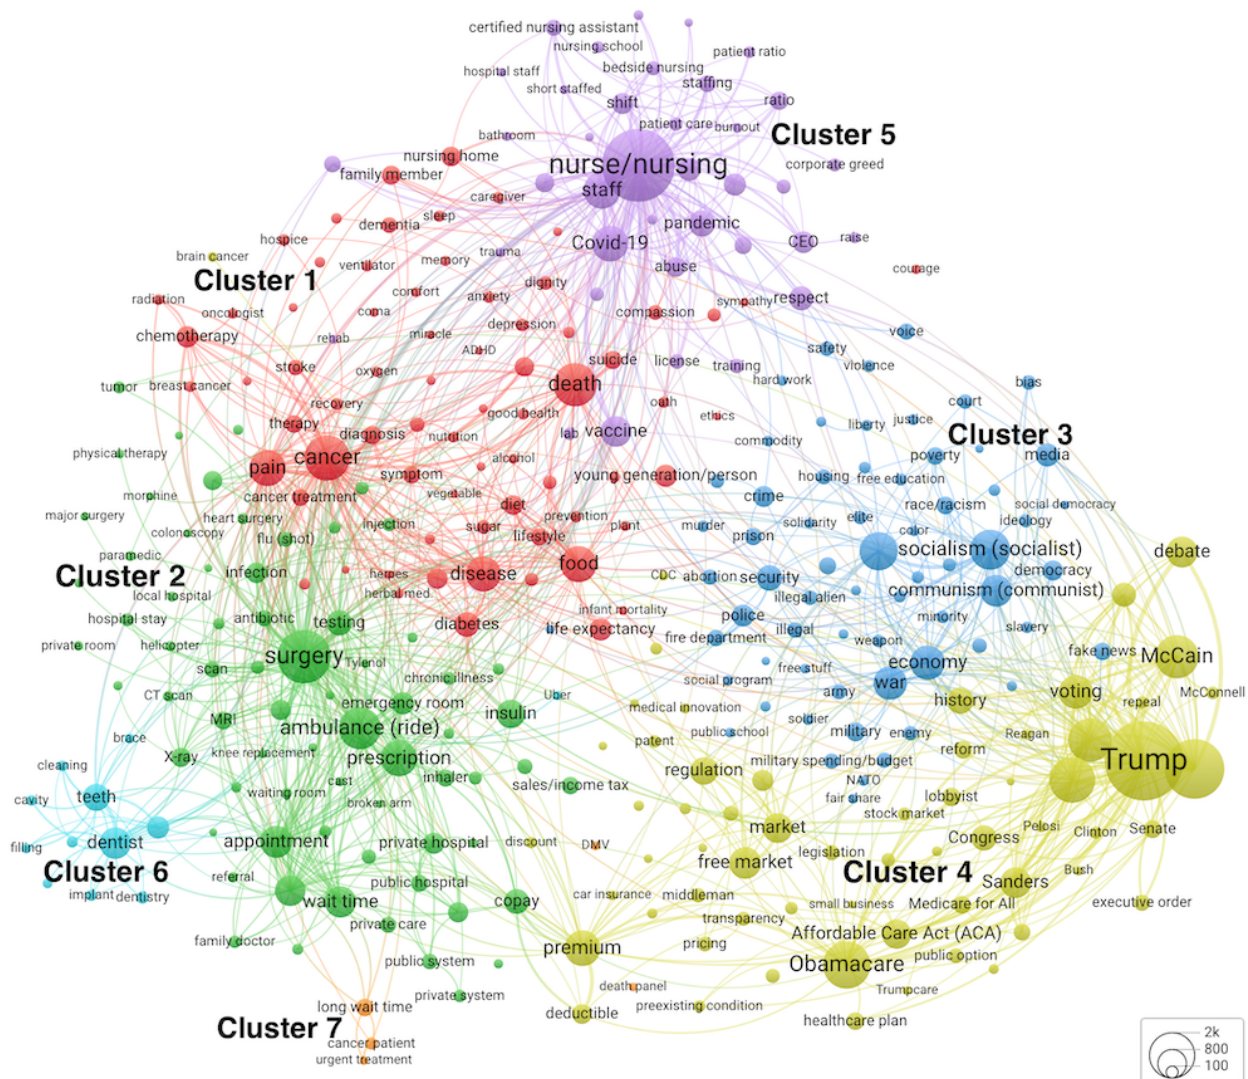 certified nursing assistant
nursing school
patient ratio
bedside nursing
hospital staff
staffing
short staffed
shift
ratio
patient care
burnout
Cluster 5
bathroom
nursing home
nurse/nursing
corporate greed
family member
staff
caregiver
sleep
dementia
pandemic
hospice
Covid-19
CEO
raise
trauma
brain cancer
memory
ventilator
abuse
courage
Cluster 1
dignity
comfort
anxiety
radiation
sympathy
respect
oncologist
coma
compassion
depression
chemotherapy
rehab
miracle
voice
ADHD
safety
suicide
license
training
violence
stroke
oxygen
hard work
bias
tumor
breast cancer
death
recovery
oath
court
good health
ethics
therapy
liberty
justice
diagnosis
nutrition
lab
vaccine
Cluster 3
commodity
physical therapy
cancer
poverty
media
pain
alcohol
symptom
young generation/person
housing
free education
morphine
cancer treatment
vegetable
crime
diet
race/racism
social democracy
major surgery
heart surgery
prevention
elite
injection
sugar
plant
murder
solidarity
ideology
colonoscopy
color
flu (shot)
lifestyle
prison
socialism (socialist)
debate
paramedic
food
Cluster 2
infection
herpes
disease
CDC
abortion
security
democracy
herbal med
communism (communist)
local hospital
illegal alien
infant mortality
hospital stay
antibiotic
testing
diabetes
police
minority
life expectancy
illegal
slavery
fire department
weapon
private room
helicopter
fake news
McCain
surgery
Tylenol
economy
scan
free stuff
chronic illness
social program
war
voting
McConnell
CT scan
Uber
army
emergency room
history
repeal
medical innovation
MRI
insulin
soldier
ambulance (ride)
public school
military
enemy
Reagan
brace
patent
X-ray
knee replacement
reform
prescription
military spending/budget
Trump
cleaning
regulation
cast
inhaler
NATO
sales/income tax
waiting room
teeth
fair share
lobbyist
cavity
broken arm
stock market
market
Pelosi
Clinton
Senate
dentist
appointment
private hospital
discount
DMV
Congress
filling
legislation
free market
Cluster 6
Cluster 4
Bush
referral
public hospital
Sanders
implant
dentistry
car insurance
middleman
wait time
copay
small business
Medicare for All
executive order
private care
transparency
Affordable Care Act (ACA)
family doctor
premium
pricing
public system
Obamacare
public option
death panel
Trumpcare
private system
preexisting condition
long wait time
deductible
healthcare plan
Cluster 7
cancer patient
urgent treatment
2k
800
100